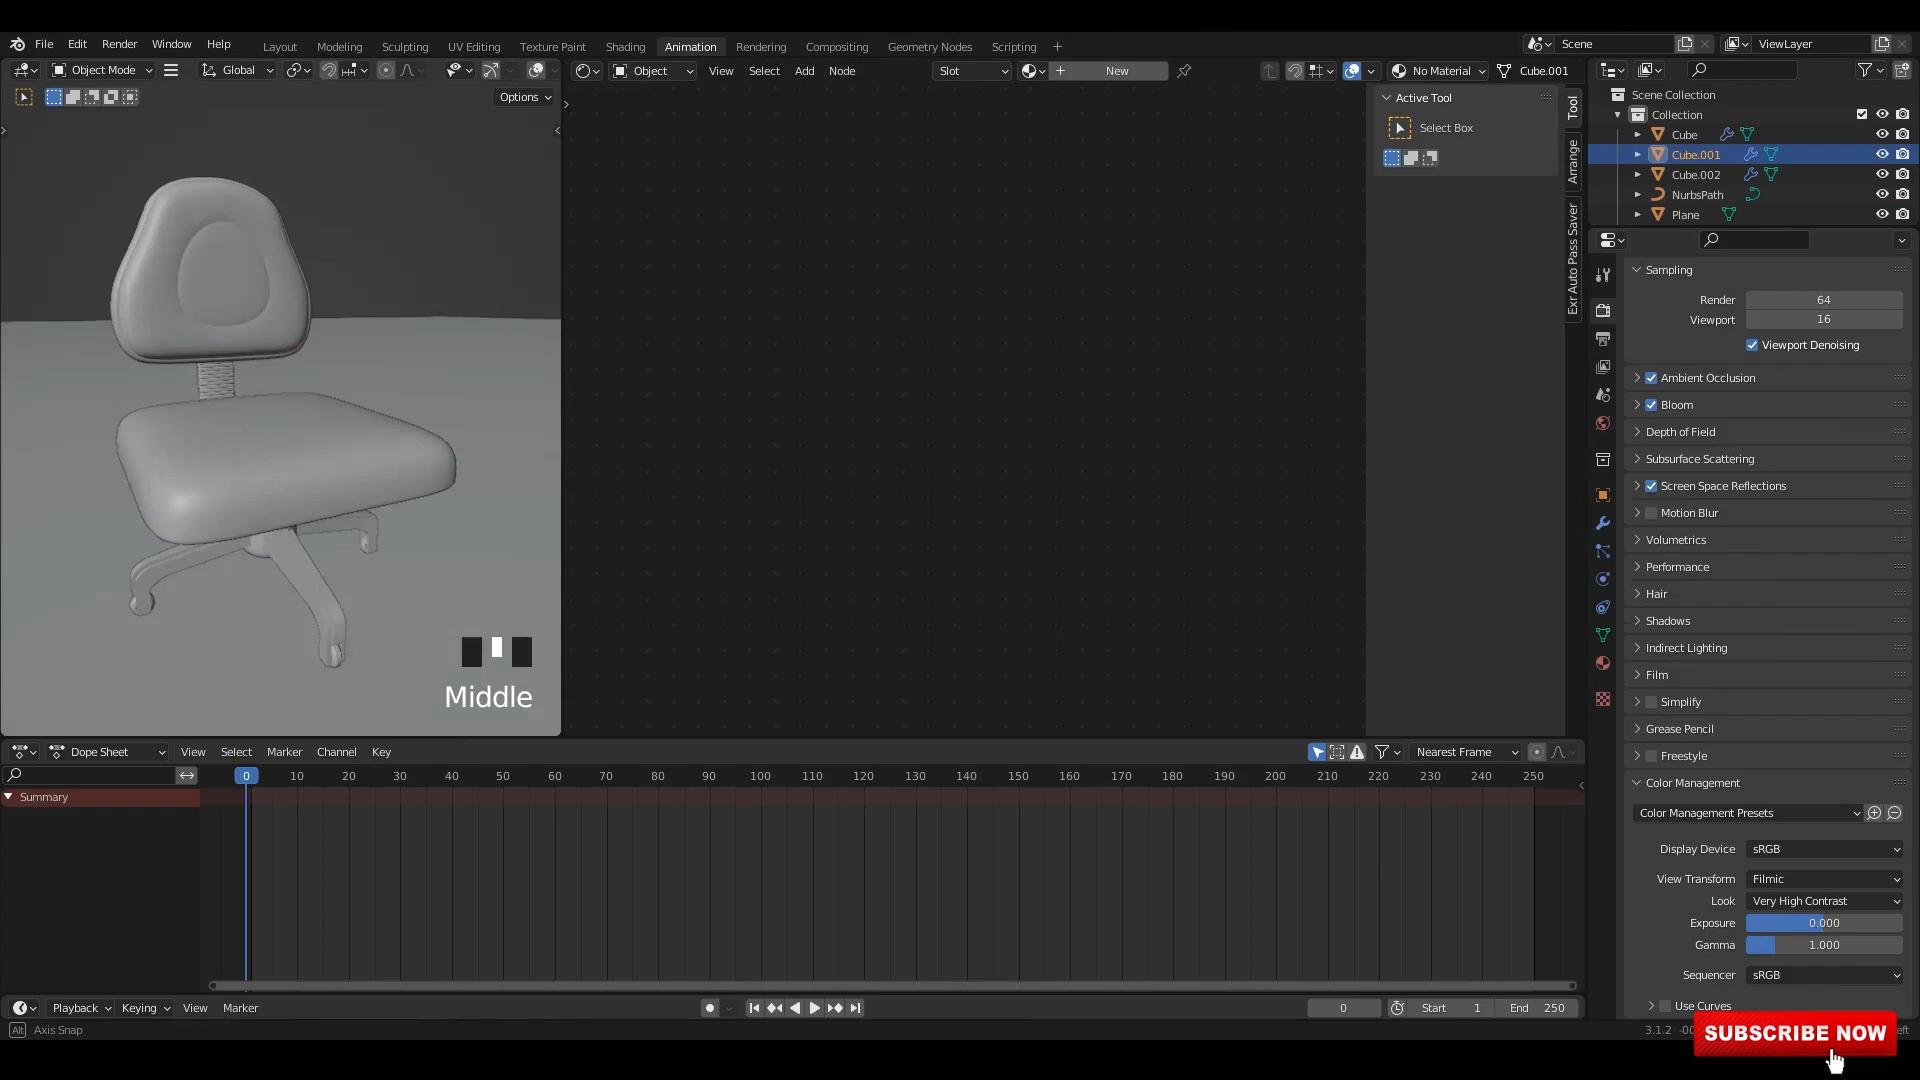 File Edit Render Window Help Layout Modeling Sculpting UV Editing Texture Paint Shading Animation Rendering Compositing Geometry Nodes Scripting + Scene ViewLayer
Object Mode Global Object View Select Add Node Slot New No Material Cube.001
Options
Active Tool
Select Box
Tool
Arrange
Exr Auto Pass Saver
Scene Collection
Collection
Cube
Cube.001
Cube.002
NurbsPath
Plane
Sampling
Render 64
Viewport 16
Viewport Denoising
Ambient Occlusion
Bloom
Depth of Field
Subsurface Scattering
Screen Space Reflections
Motion Blur
Volumetrics
Performance
Hair
Shadows
Indirect Lighting
Film
Simplify
Grease Pencil
Freestyle
Color Management
Color Management Presets
Display Device sRGB
View Transform Filmic
Look Very High Contrast
Exposure 0.000
Gamma 1.000
Sequencer sRGB
Use Curves
Middle
Dope Sheet View Select Marker Channel Key Nearest Frame
0 10 20 30 40 50 60 70 80 90 100 110 120 130 140 150 160 170 180 190 200 210 220 230 240 250
Summary
Playback Keying View Marker 0 Start 1 End 250
Alt Axis Snap
3.1.2
SUBSCRIBE NOW